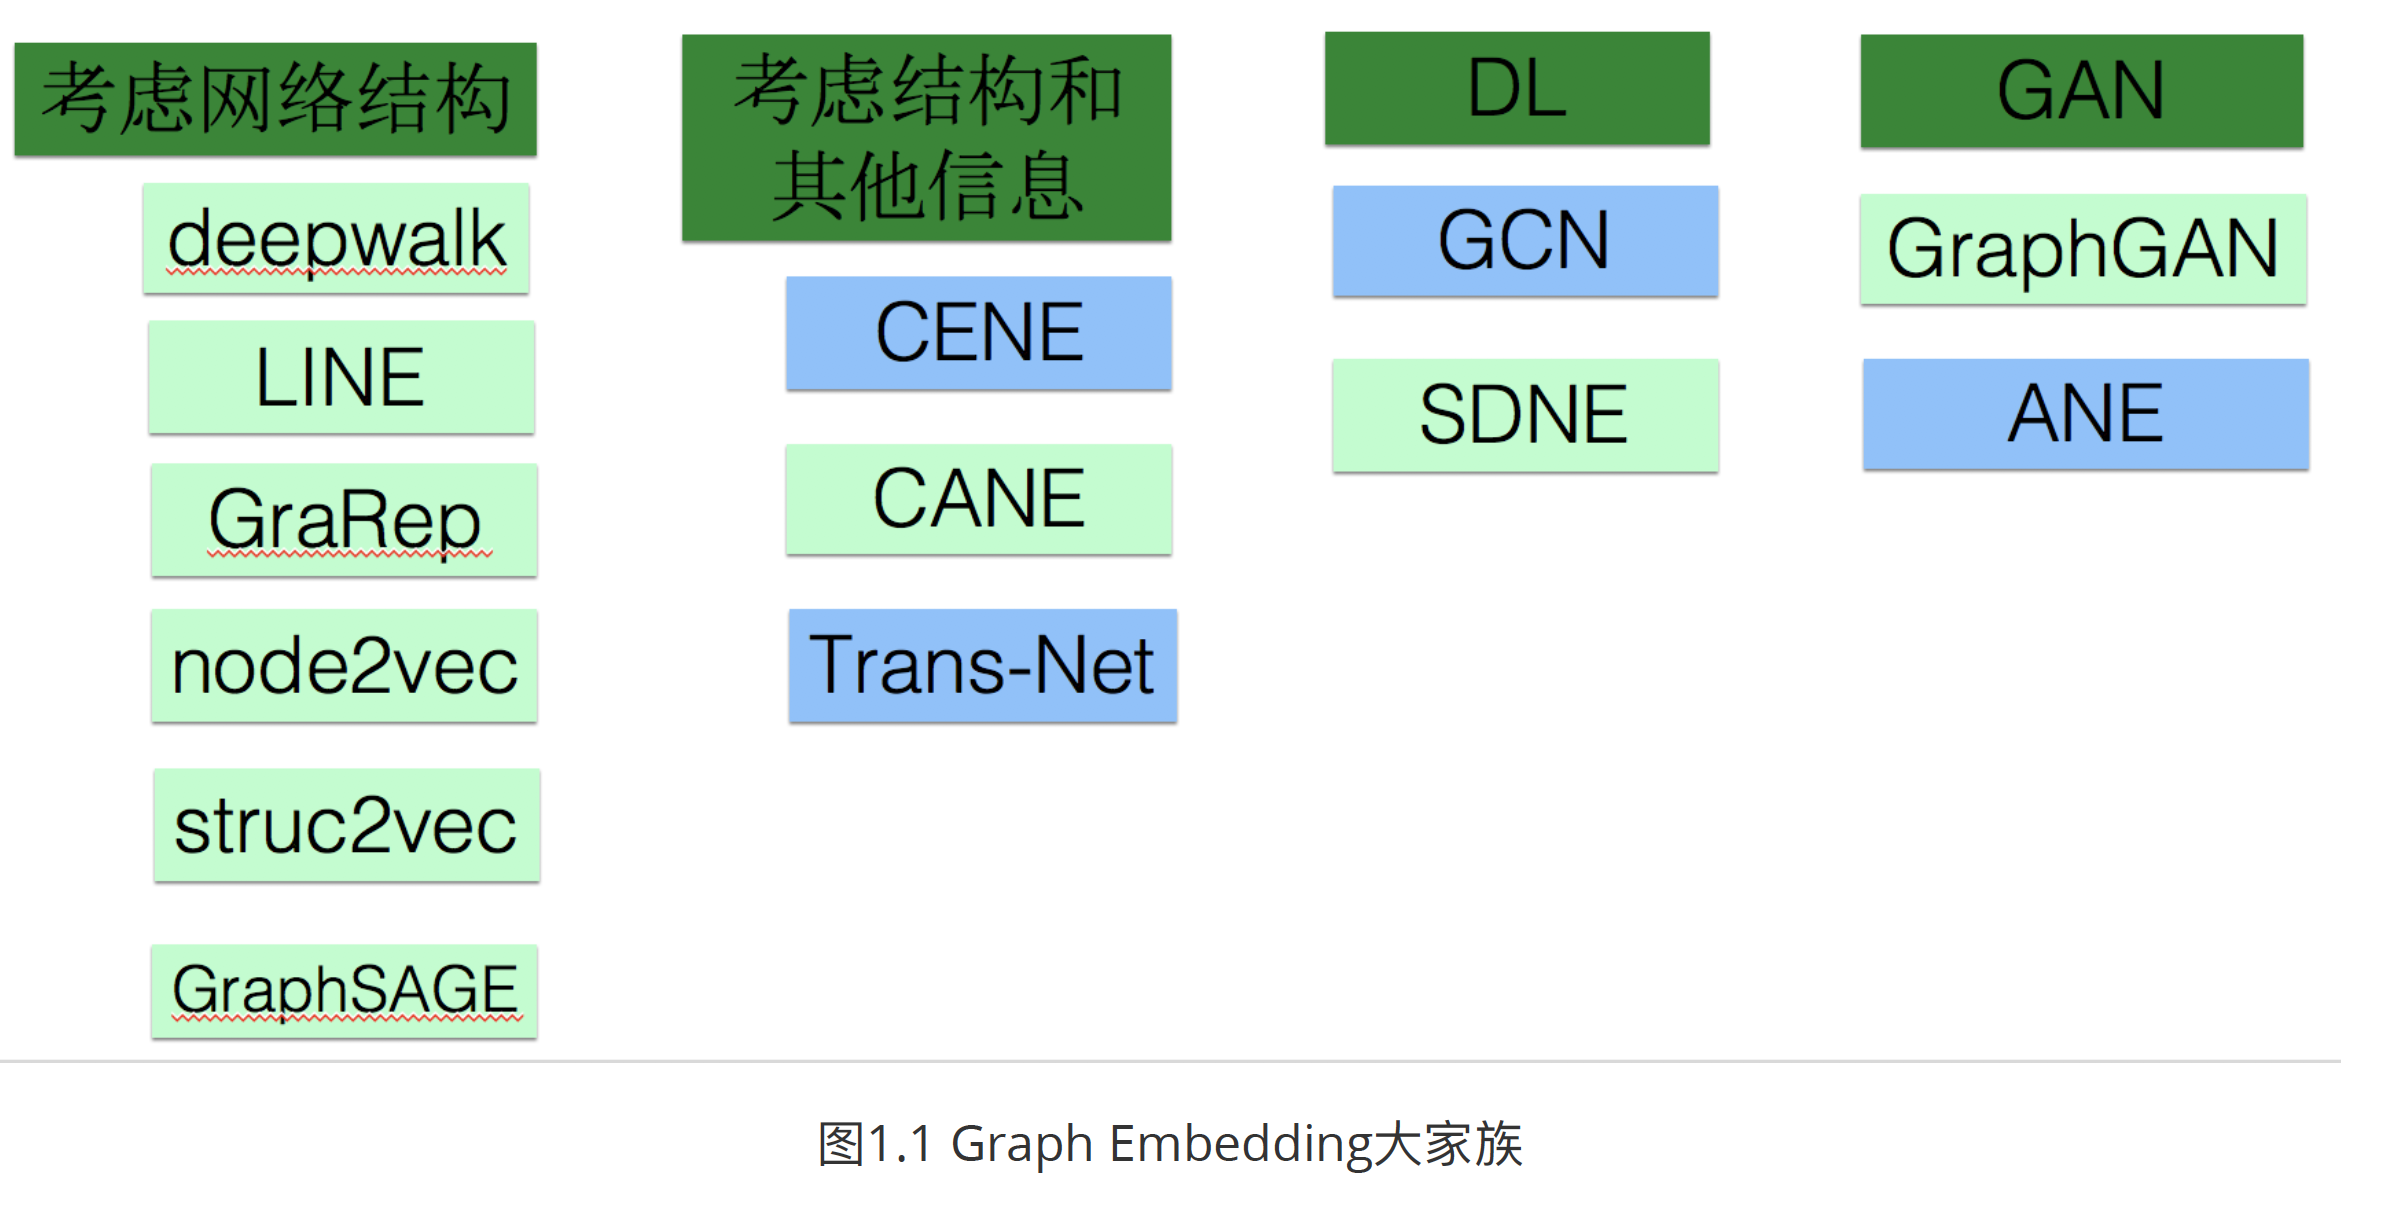 考虑网络结构
deepwalk
LINE
GraRep
node2vec
struc2vec
GraphSAGE
考虑结构和
其他信息
CENE
CANE
Trans-Net
DL
GCN
SDNE
GAN
GraphGAN
ANE
图1.1 Graph Embedding大家族